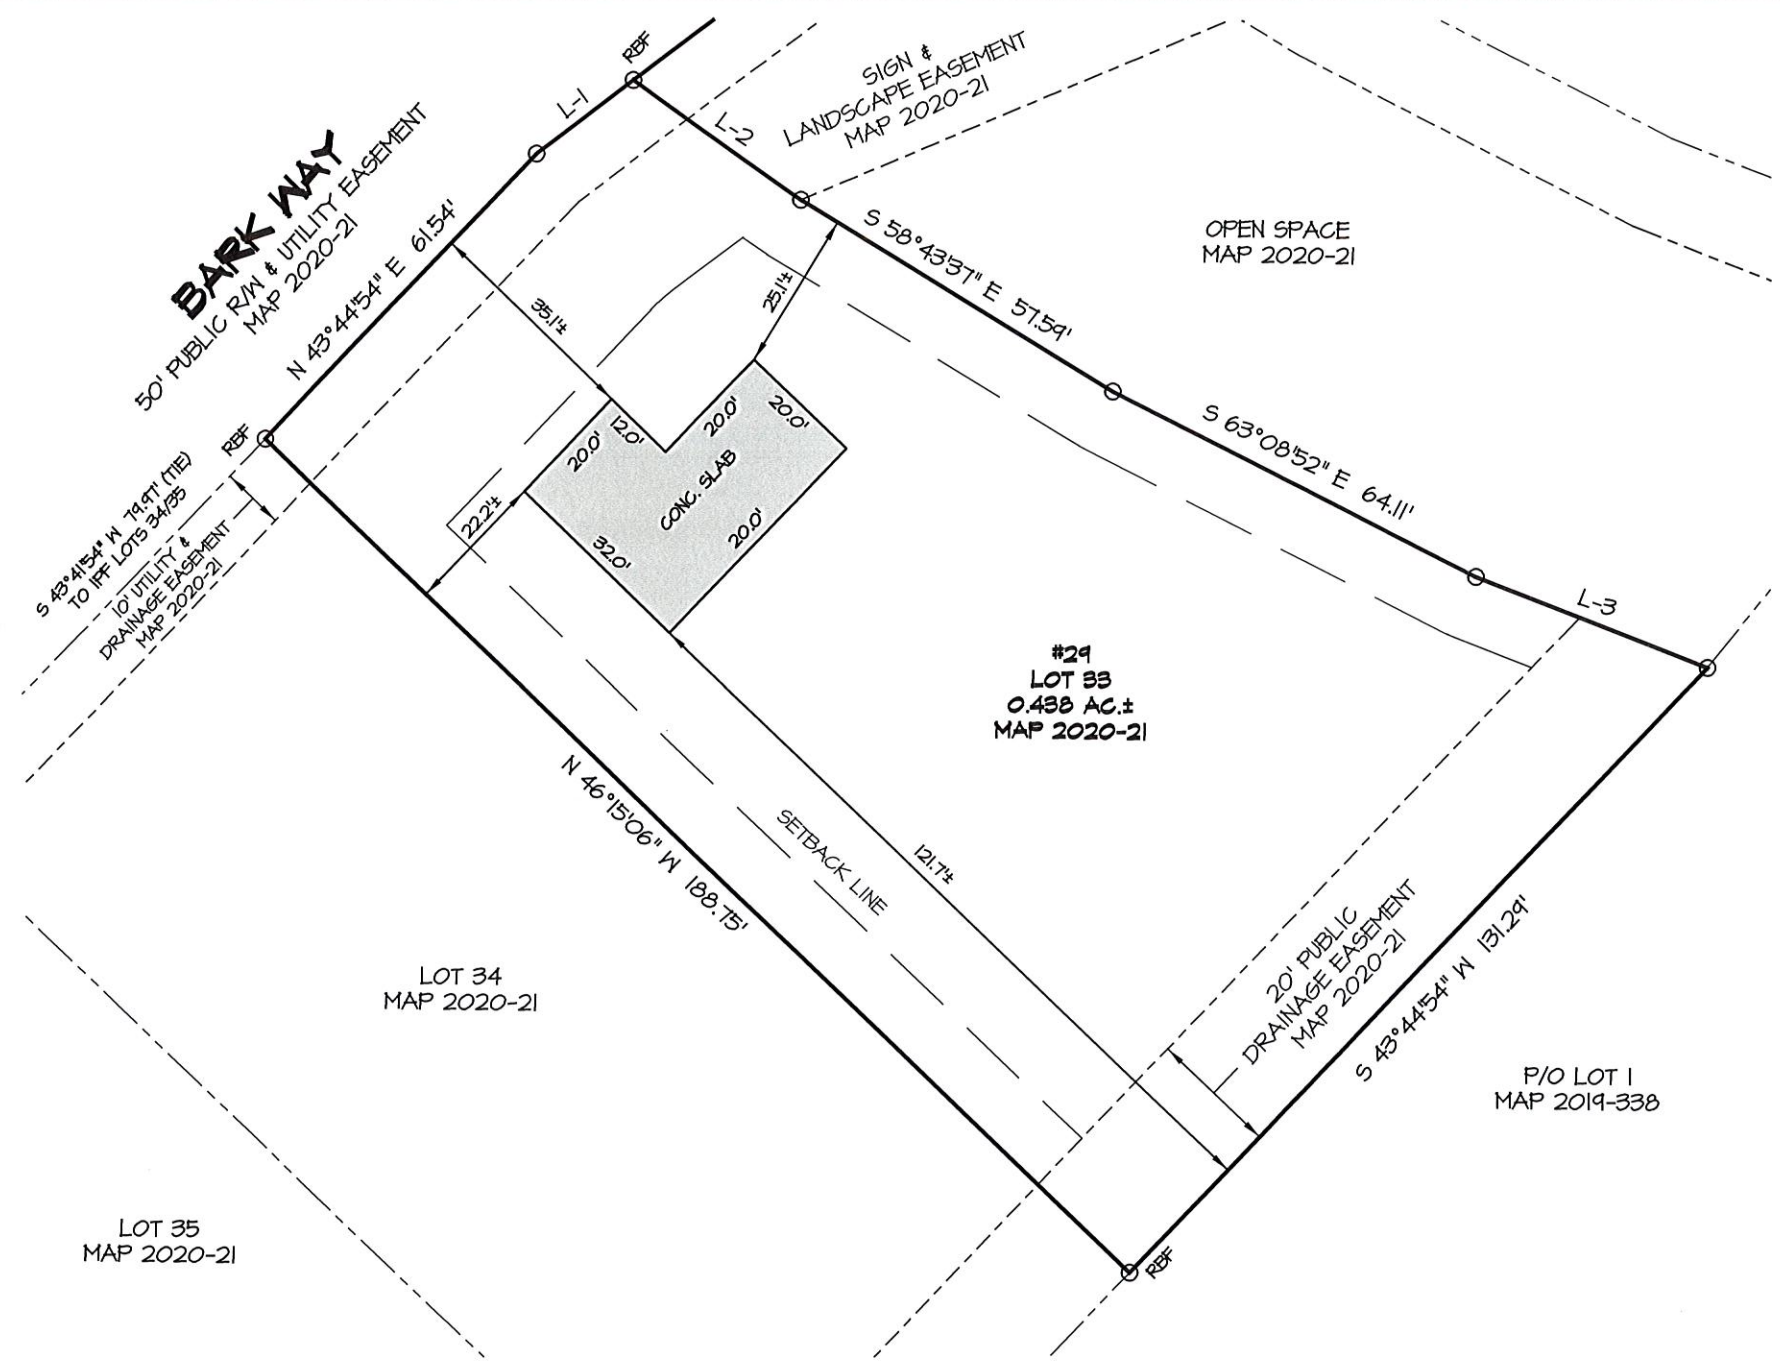 RBF
L-1
L-2
SIGN &
LANDSCAPE EASEMENT
MAP 2020-21
BARK WAY
50' PUBLIC R/W & UTILITY EASEMENT
MAP 2020-21
N 43°44'54" E 61.54'
S 58°43'37" E 57.59'
OPEN SPACE
MAP 2020-21
35.1'±
25.1'±
RBF
S 43°41'54" W 79.97' (TIE)
TO IPF LOTS 34/35
10' UTILITY &
DRAINAGE EASEMENT
MAP 2020-21
20.0'
12.0'
20.0'
20.0'
CONC. SLAB
22.2'±
32.0'
20.0'
S 63°08'52" E 64.11'
L-3
#29
LOT 33
0.438 AC.±
MAP 2020-21
N 46°15'06" W 188.75'
SETBACK LINE
121.7'±
20' PUBLIC
DRAINAGE EASEMENT
MAP 2020-21
S 43°44'54" W 131.29'
LOT 34
MAP 2020-21
P/O LOT 1
MAP 2019-338
LOT 35
MAP 2020-21
RBF